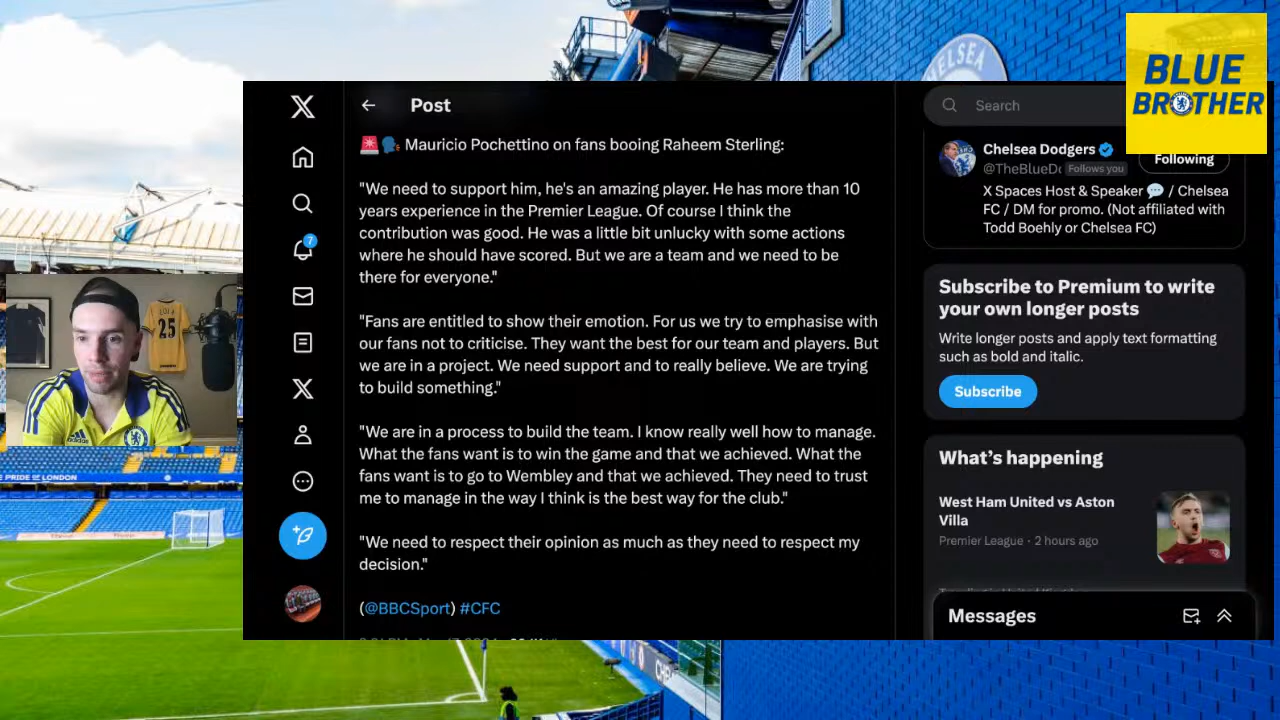 CHELSEA
BLUE
BROTHER
Post
Search
🚨🗣️ Mauricio Pochettino on fans booing Raheem Sterling:
"We need to support him, he's an amazing player. He has more than 10
years experience in the Premier League. Of course I think the
contribution was good. He was a little bit unlucky with some actions
where he should have scored. But we are a team and we need to be
there for everyone."
"Fans are entitled to show their emotion. For us we try to emphasise with
our fans not to criticise. They want the best for our team and players. But
we are in a project. We need support and to really believe. We are trying
to build something."
"We are in a process to build the team. I know really well how to manage.
What the fans want is to win the game and that we achieved. What the
fans want is to go to Wembley and that we achieved. They need to trust
me to manage in the way I think is the best way for the club."
"We need to respect their opinion as much as they need to respect my
decision."
(@BBCSport) #CFC
7
Chelsea Dodgers
@TheBlueDo Follows you
Following
X Spaces Host & Speaker 💬 / Chelsea
FC / DM for promo. (Not affiliated with
Todd Boehly or Chelsea FC)
Subscribe to Premium to write
your own longer posts
Write longer posts and apply text formatting
such as bold and italic.
Subscribe
What's happening
West Ham United vs Aston
Villa
Premier League · 2 hours ago
Messages
25
adidas
PRIDE OF LONDON